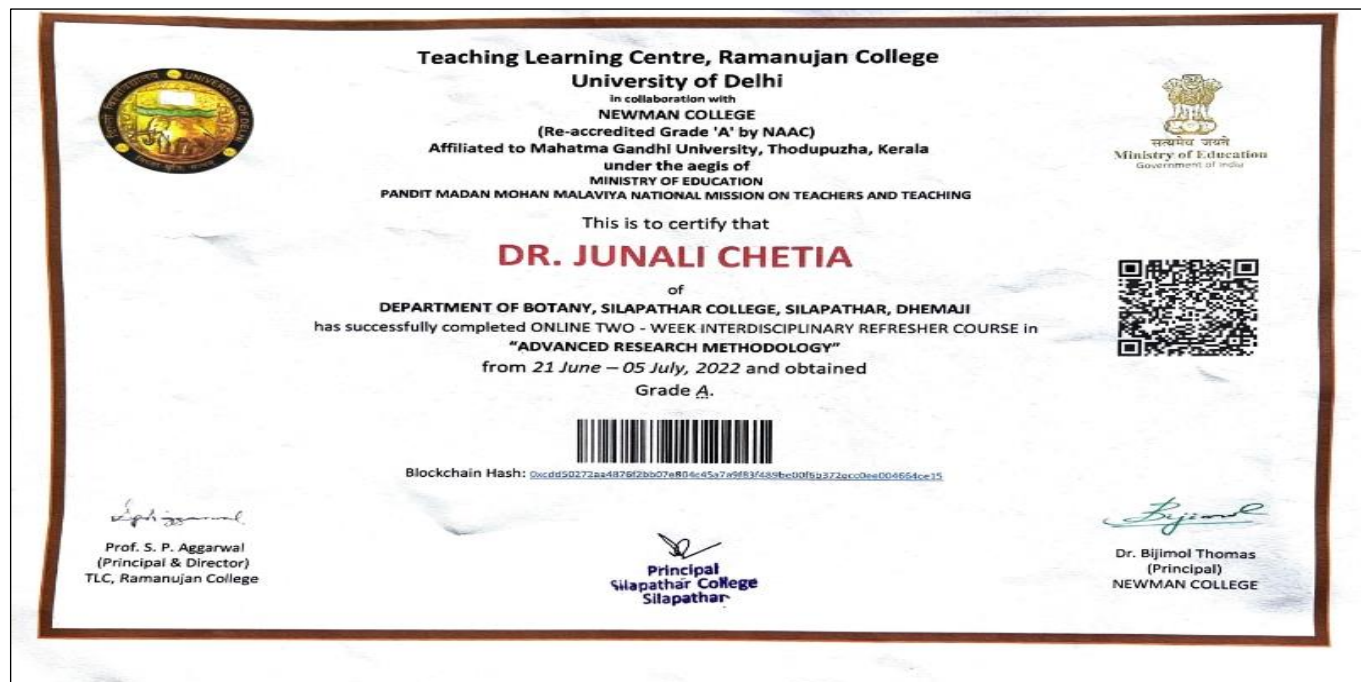 Teaching Learning Centre, Ramanujan College
University of Delhi
in collaboration with
NEWMAN COLLEGE
(Re-accredited Grade 'A' by NAAC)
Affiliated to Mahatma Gandhi University, Thodupuzha, Kerala
under the aegis of
MINISTRY OF EDUCATION
PANDIT MADAN MOHAN MALAVIYA NATIONAL MISSION ON TEACHERS AND TEACHING
UNIVERSITY OF DELHI
सत्यमेव जयते
Ministry of Education
Government of India
This is to certify that
DR. JUNALI CHETIA
of
DEPARTMENT OF BOTANY, SILAPATHAR COLLEGE, SILAPATHAR, DHEMAJI
has successfully completed ONLINE TWO - WEEK INTERDISCIPLINARY REFRESHER COURSE in
“ADVANCED RESEARCH METHODOLOGY”
from 21 June – 05 July, 2022 and obtained
Grade A.
Blockchain Hash:
Prof. S. P. Aggarwal
(Principal & Director)
TLC, Ramanujan College
Principal
Silapathar College
Silapathar
Bijimol
Dr. Bijimol Thomas
(Principal)
NEWMAN COLLEGE